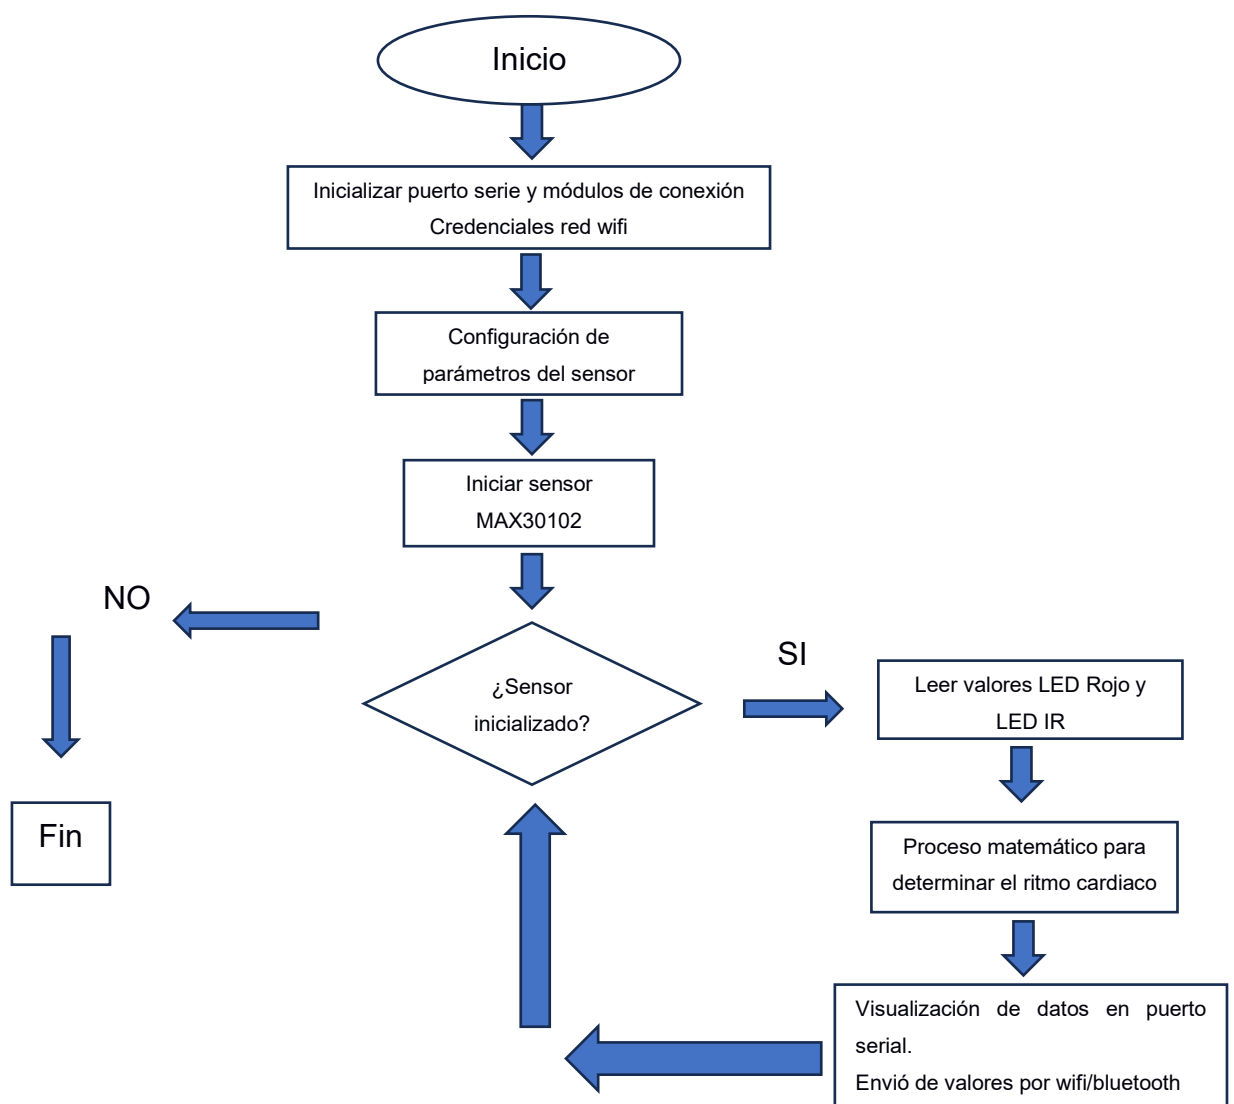 Inicio
Inicializar puerto serie y módulos de conexión
Credenciales red wifi
Configuración de
parámetros del sensor
Iniciar sensor
MAX30102
NO
¿Sensor
inicializado?
SI
Leer valores LED Rojo y
LED IR
Fin
Proceso matemático para
determinar el ritmo cardiaco
Visualización de datos en puerto
serial.
Envió de valores por wifi/bluetooth